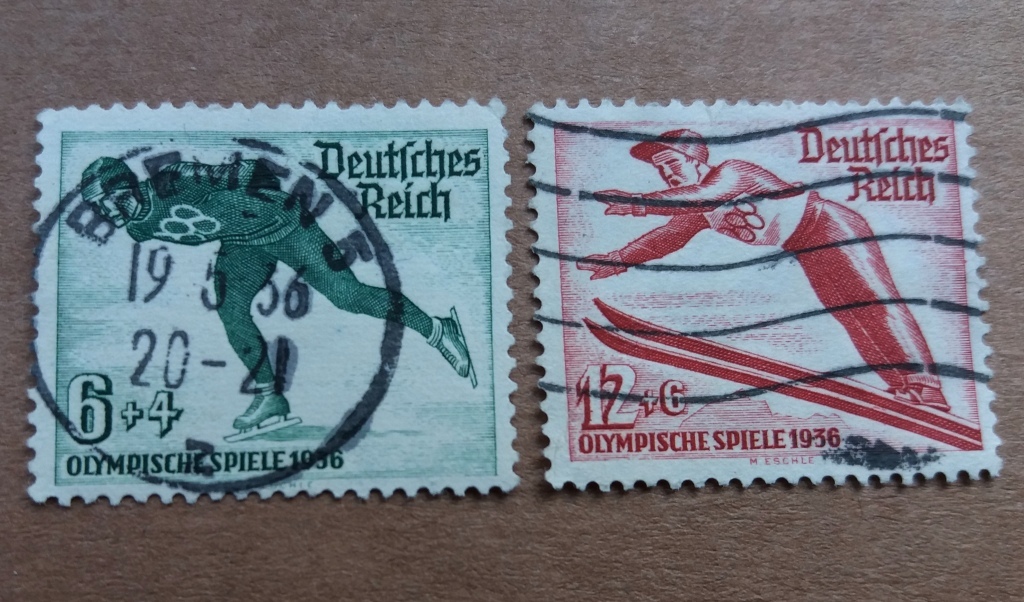 Deutſches
Reich
BREMEN 5
19 36
20-21
6+4
OLYMPISCHE SPIELE 1936
Deutſches
Reich
12+6
OLYMPISCHE SPIELE 1936
M ESCHLE